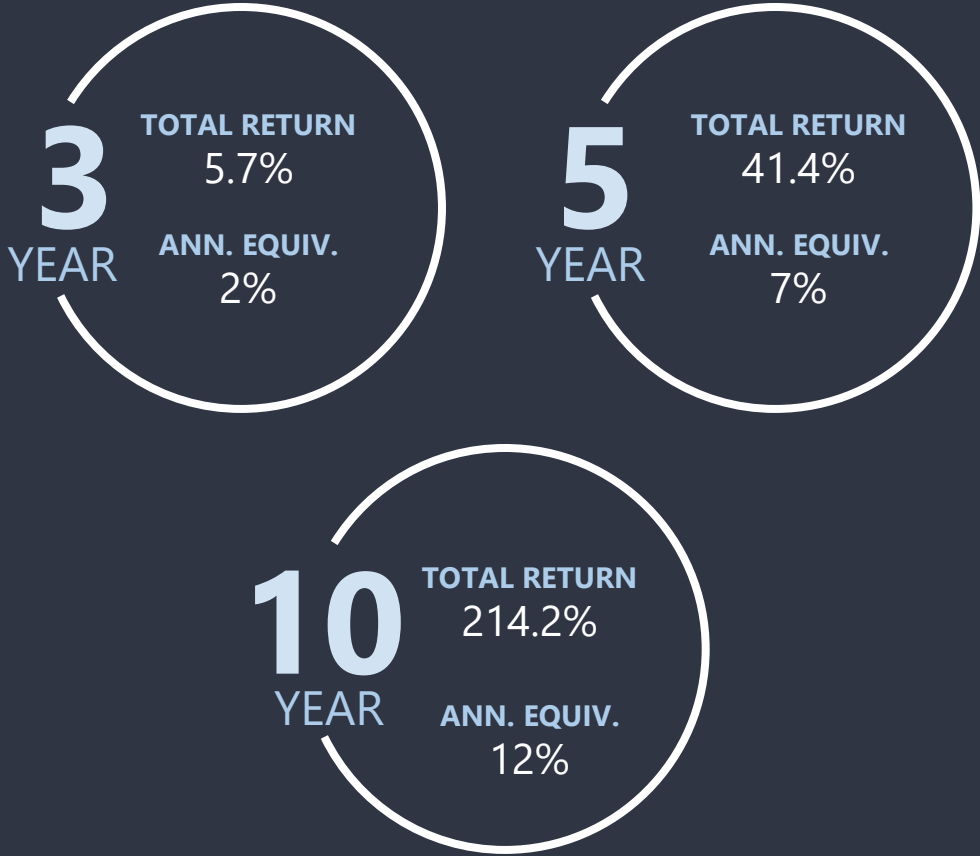 3
YEAR
TOTAL RETURN
5.7%
ANN. EQUIV.
2%
5
YEAR
TOTAL RETURN
41.4%
ANN. EQUIV.
7%
10
YEAR
TOTAL RETURN
214.2%
ANN. EQUIV.
12%